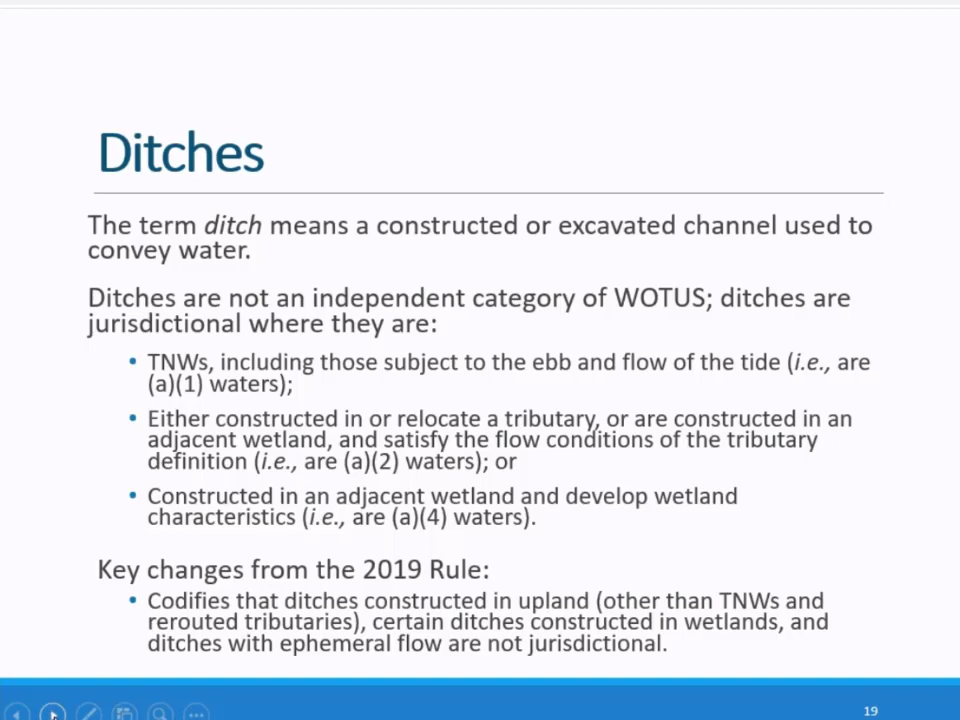 Ditches
The term ditch means a constructed or excavated channel used to
convey water.
Ditches are not an independent category of WOTUS; ditches are
jurisdictional where they are:
• TNWs, including those subject to the ebb and flow of the tide (i.e., are
(a)(1) waters);
• Either constructed in or relocate a tributary, or are constructed in an
adjacent wetland, and satisfy the flow conditions of the tributary
definition (i.e., are (a)(2) waters); or
• Constructed in an adjacent wetland and develop wetland
characteristics (i.e., are (a)(4) waters).
Key changes from the 2019 Rule:
• Codifies that ditches constructed in upland (other than TNWs and
rerouted tributaries), certain ditches constructed in wetlands, and
ditches with ephemeral flow are not jurisdictional.
19